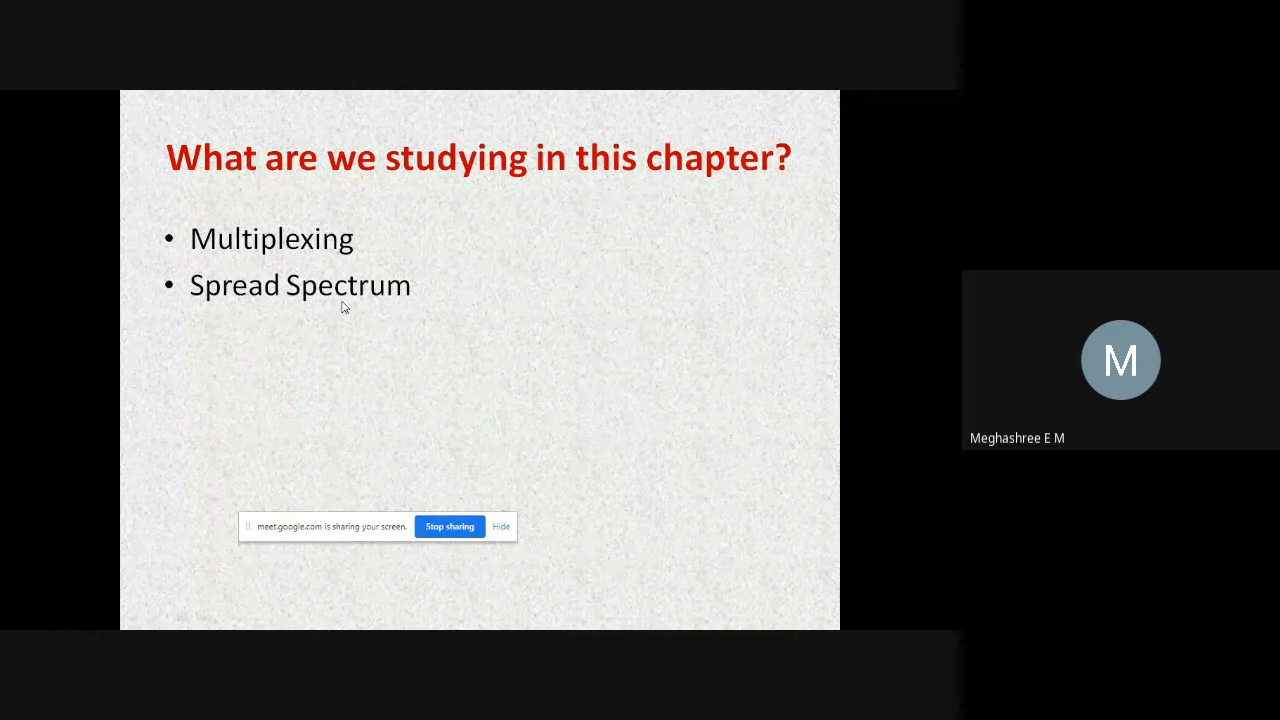 What are we studying in this chapter?
• Multiplexing
• Spread Spectrum
meet.google.com is sharing your screen. Stop sharing Hide
M
Meghashree E M